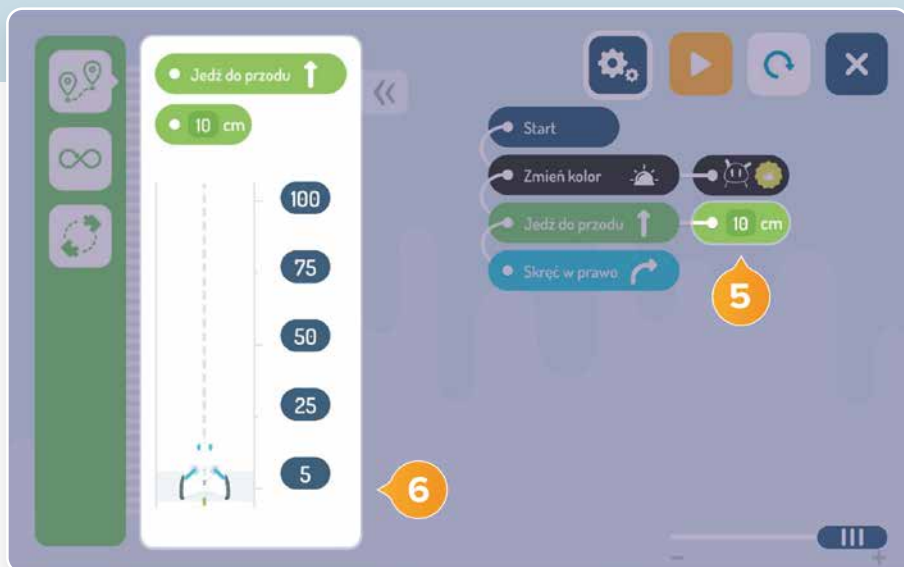 Jedź do przodu
10 cm
100
75
50
25
5
6
Start
Zmień kolor
Jedź do przodu
10 cm
Skręć w prawo
5
- +